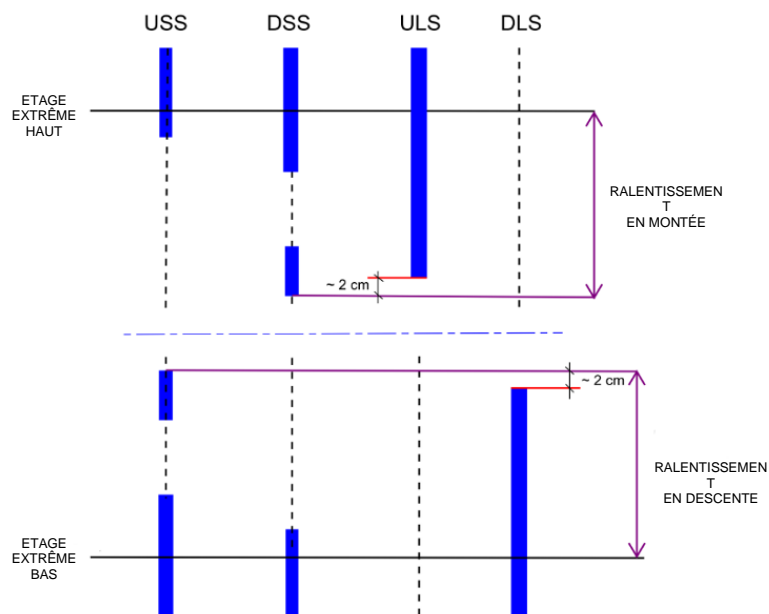 USS DSS ULS DLS
ETAGE
EXTRÊME
HAUT
RALENTISSEMEN
T
EN MONTÉE
~ 2 cm
~ 2 cm
RALENTISSEMEN
T
EN DESCENTE
ETAGE
EXTRÊME
BAS